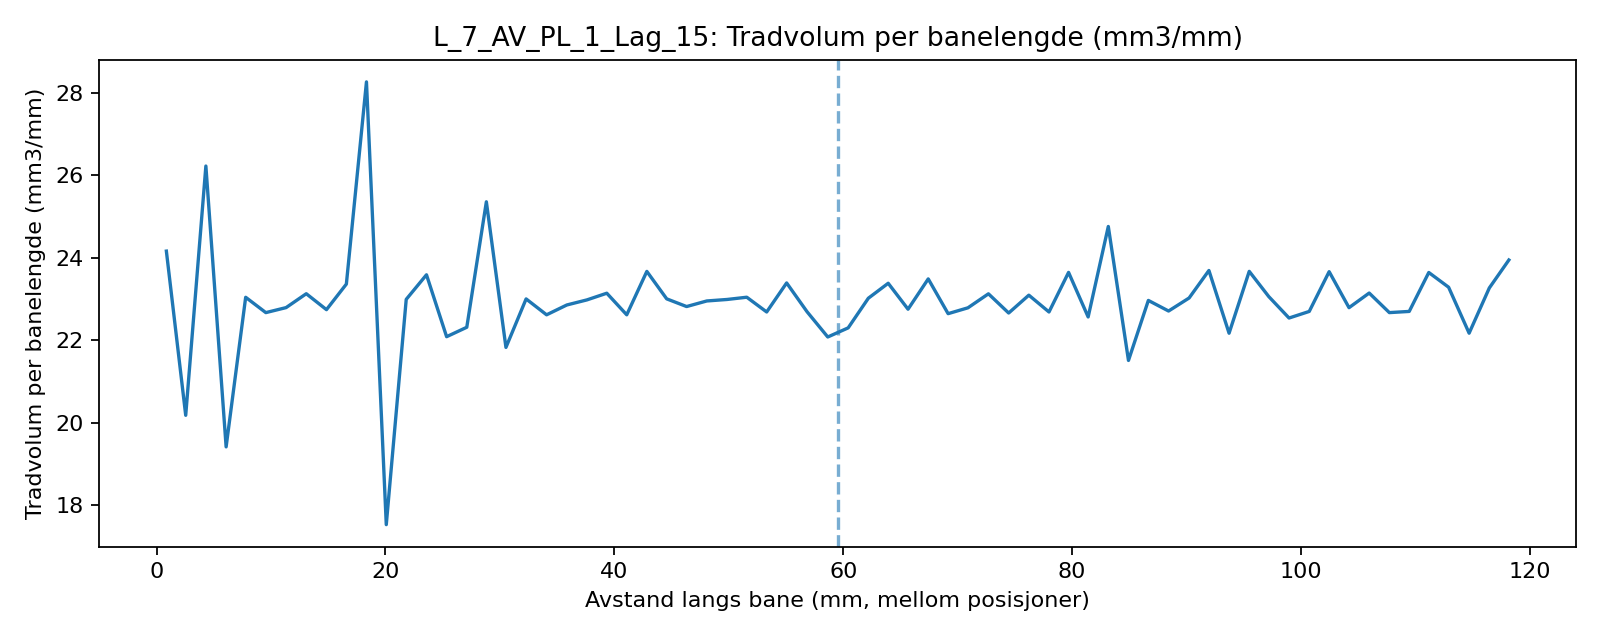 L_7_AV_PL_1_Lag_15: Tradvolum per banelengde (mm3/mm)
Tradvolum per banelengde (mm3/mm)
28
26
24
22
20
18
0 20 40 60 80 100 120
Avstand langs bane (mm, mellom posisjoner)